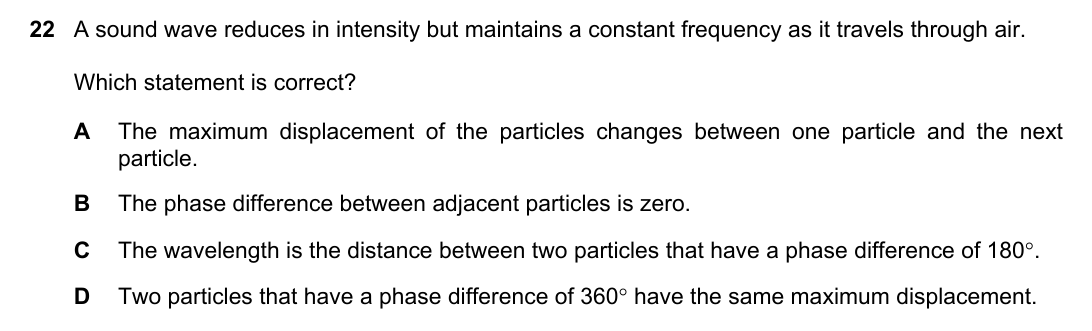 22 A sound wave reduces in intensity but maintains a constant frequency as it travels through air.
Which statement is correct?
A The maximum displacement of the particles changes between one particle and the next
particle.
B The phase difference between adjacent particles is zero.
C The wavelength is the distance between two particles that have a phase difference of 180°.
D Two particles that have a phase difference of 360° have the same maximum displacement.